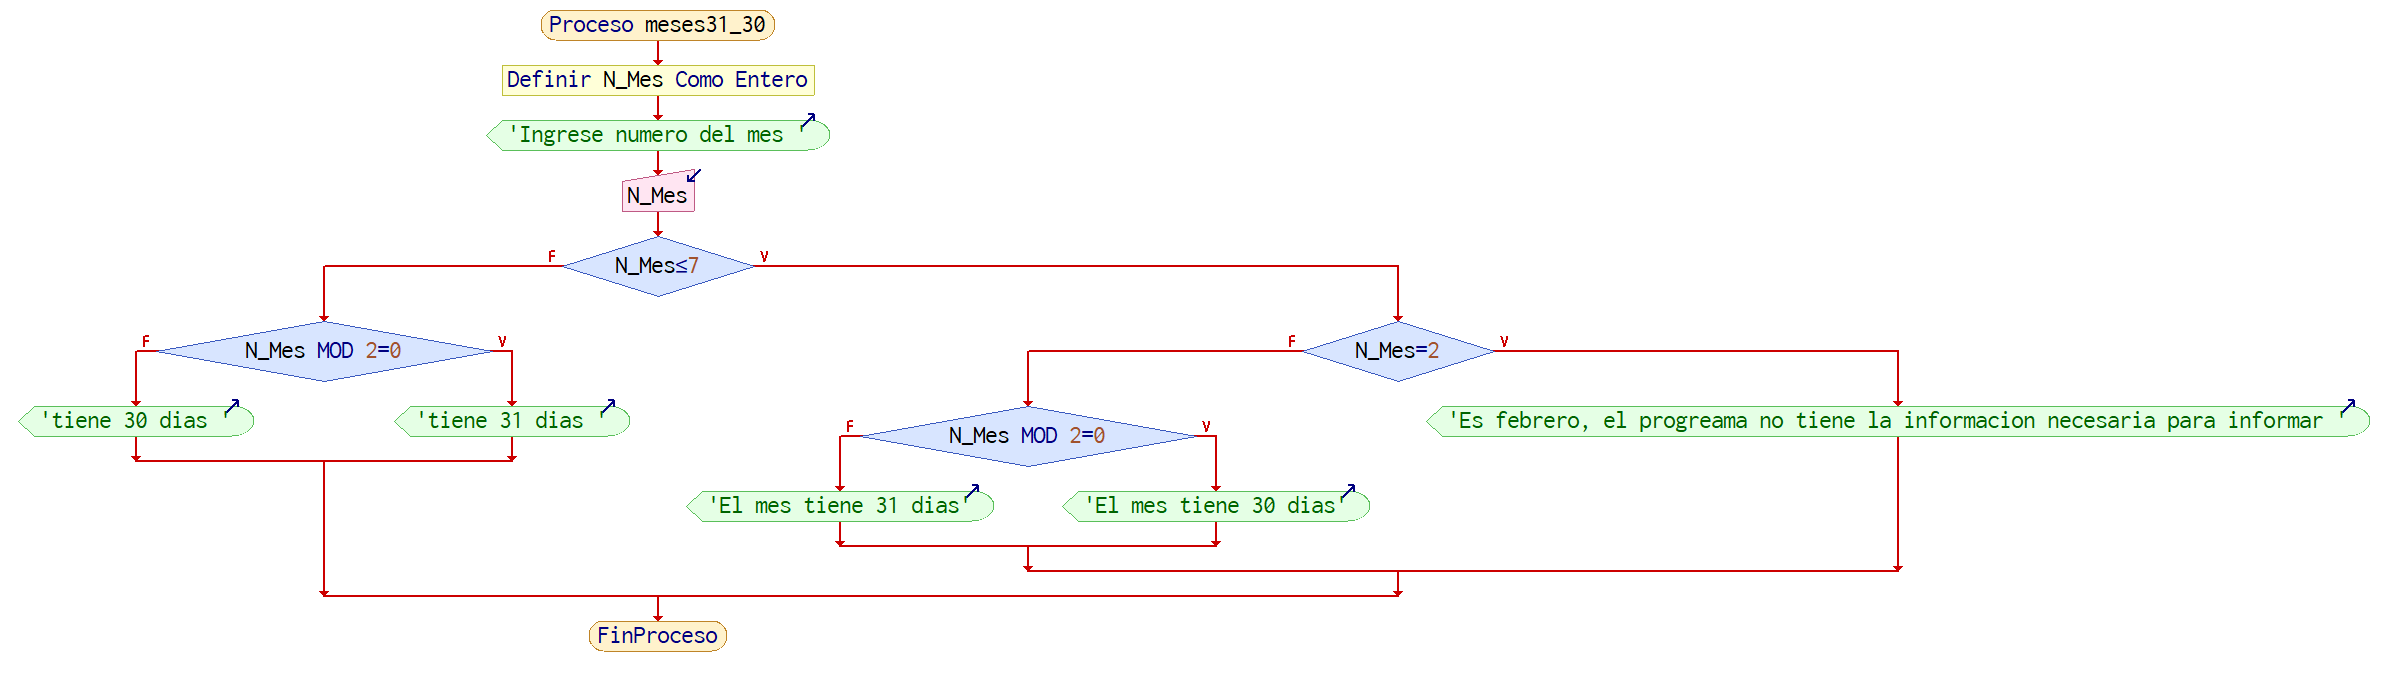 Proceso meses31_30
Definir N_Mes Como Entero
'Ingrese numero del mes '
N_Mes
F
N_Mes≤7
V
F
N_Mes MOD 2=0
V
F
N_Mes=2
V
'tiene 30 dias '
'tiene 31 dias '
F
N_Mes MOD 2=0
V
'Es febrero, el progreama no tiene la informacion necesaria para informar '
'El mes tiene 31 dias'
'El mes tiene 30 dias'
FinProceso